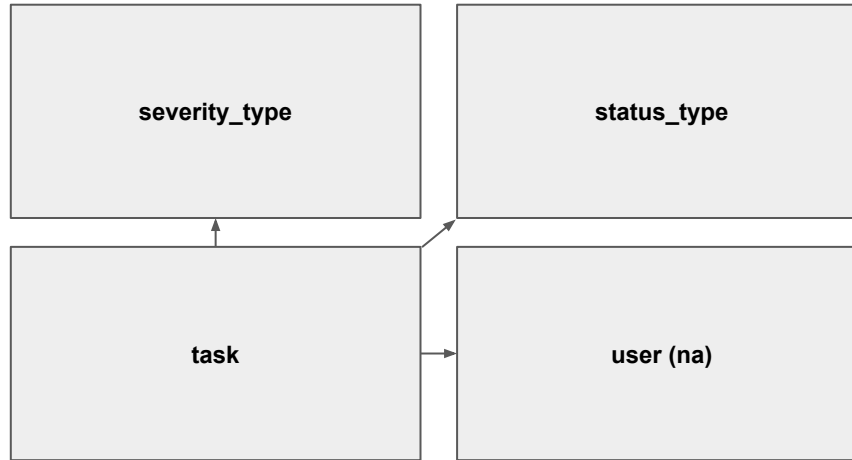 severity_type
status_type
task
user (na)